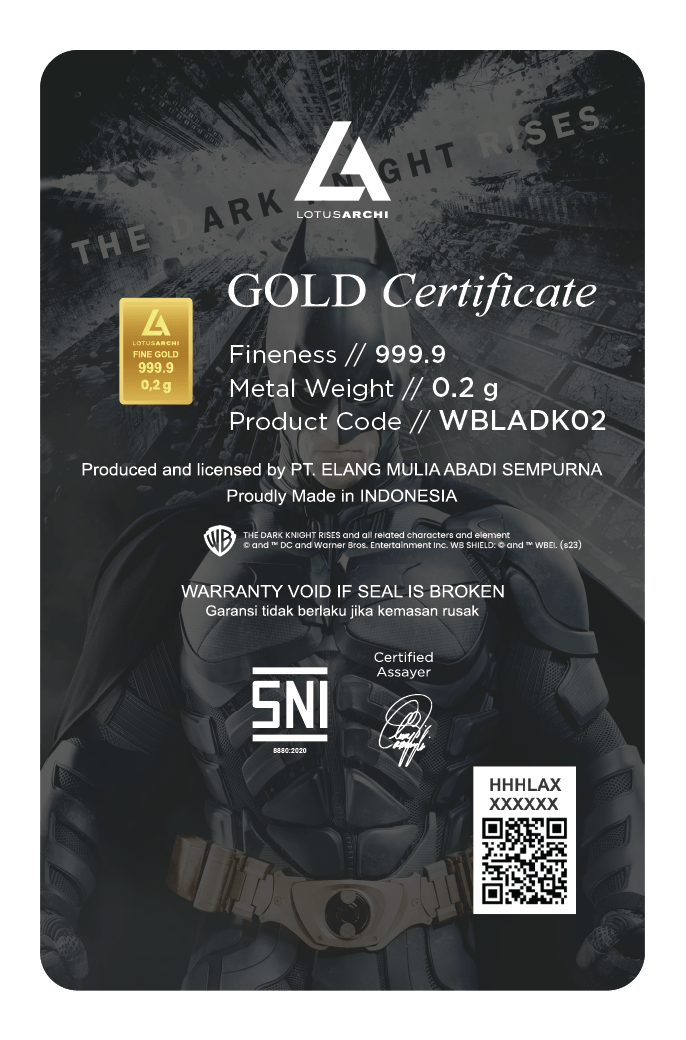 THE DARK KNIGHT RISES
LOTUSARCHI
GOLD Certificate
LOTUSARCHI
FINE GOLD
999.9
0,2 g
Fineness // 999.9
Metal Weight // 0.2 g
Product Code // WBLADK02
Produced and licensed by PT. ELANG MULIA ABADI SEMPURNA
Proudly Made in INDONESIA
WB
THE DARK KNIGHT RISES and all related characters and element
© and ™ DC and Warner Bros. Entertainment Inc. WB SHIELD: © and ™ WBEI. (s23)
WARRANTY VOID IF SEAL IS BROKEN
Garansi tidak berlaku jika kemasan rusak
SNI
8880:2020
Certified
Assayer
HHHLAX
XXXXXX